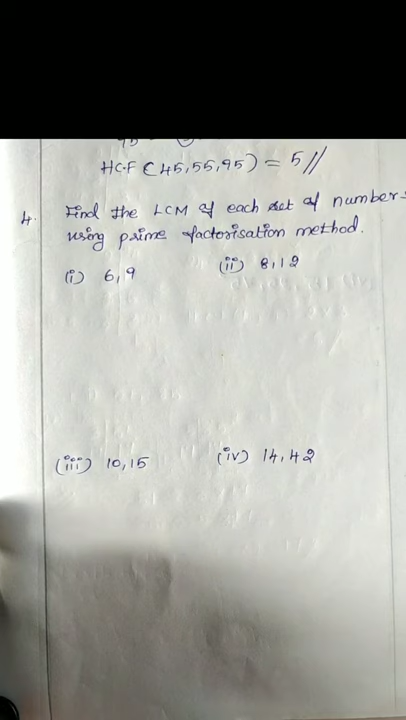 HCF (45,55,95) = 5//
4. Find the LCM of each set of numbers
using prime factorisation method.
(i) 6,9 (ii) 8,12
(iii) 10,15 (iv) 14,42